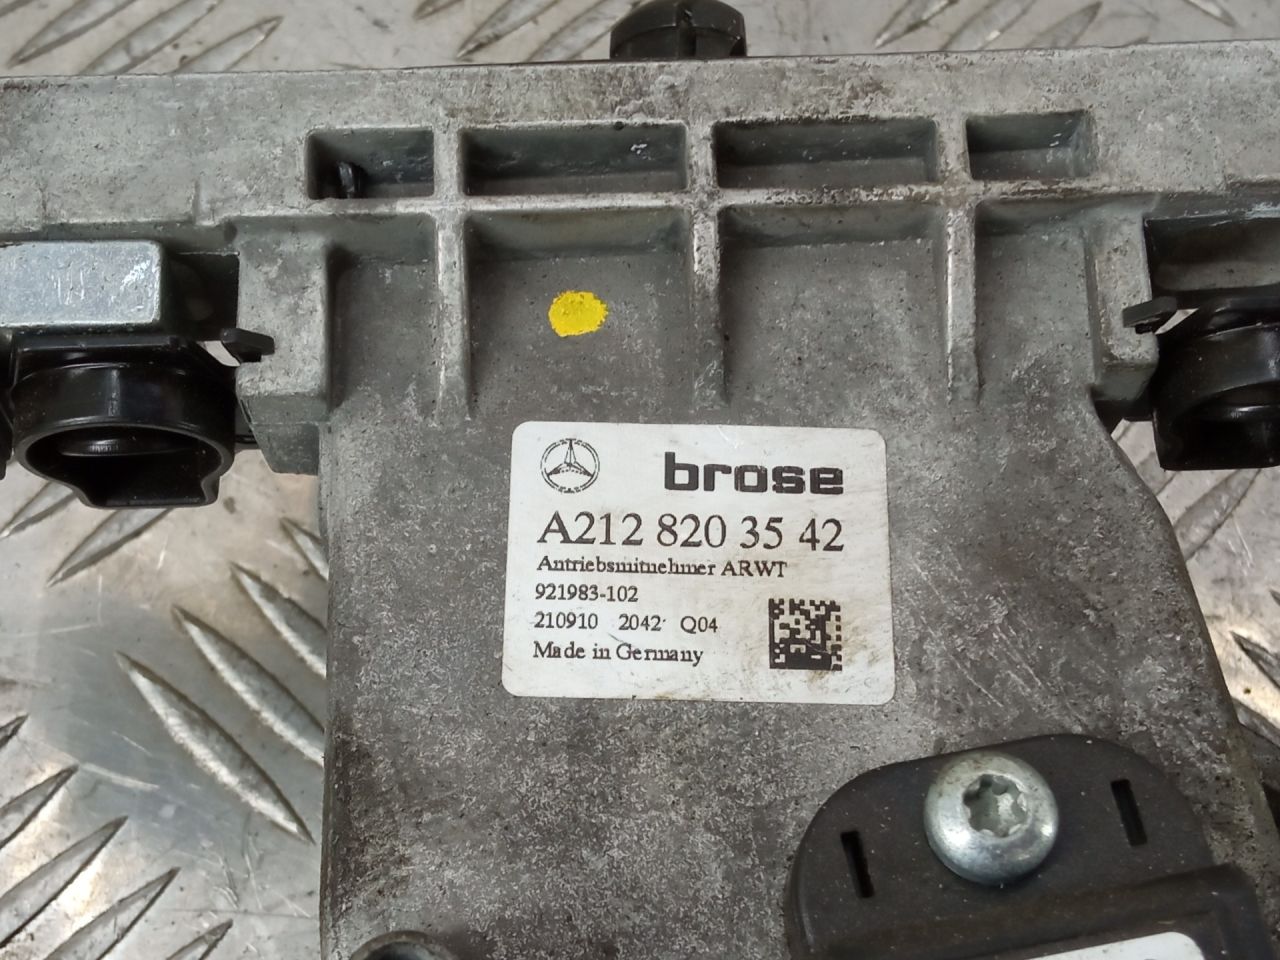 brose
A212 820 35 42
Antriebsmitnehmer ARWT
921983-102
210910 2042 Q04
Made in Germany